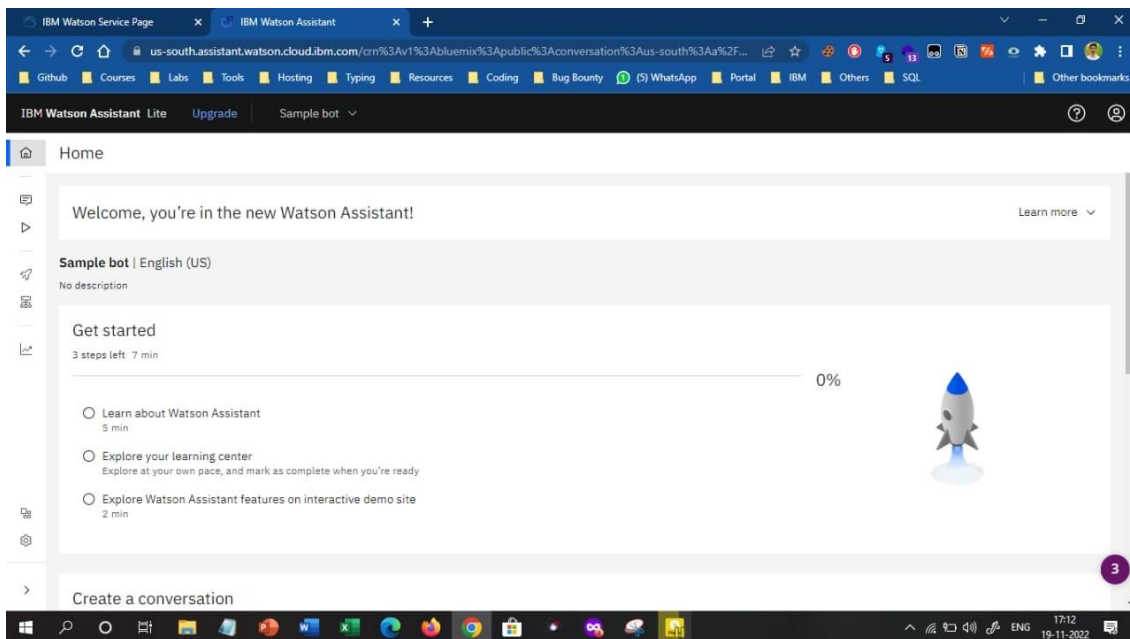 IBM Watson Service Page
IBM Watson Assistant
us-south.assistant.watson.cloud.ibm.com/crn%3Av1%3Abluemix%3Apublic%3Aconversation%3Aus-south%3Aa%2F...
5
13
Github Courses Labs Tools Hosting Typing Resources Coding Bug Bounty (5) WhatsApp Portal IBM Others SQL Other bookmarks
IBM Watson Assistant Lite Upgrade Sample bot
Home
Welcome, you're in the new Watson Assistant! Learn more
Sample bot | English (US)
No description
Get started
3 steps left 7 min
0%
Learn about Watson Assistant
5 min
Explore your learning center
Explore at your own pace, and mark as complete when you're ready
Explore Watson Assistant features on interactive demo site
2 min
3
Create a conversation
ENG
17:12
19-11-2022